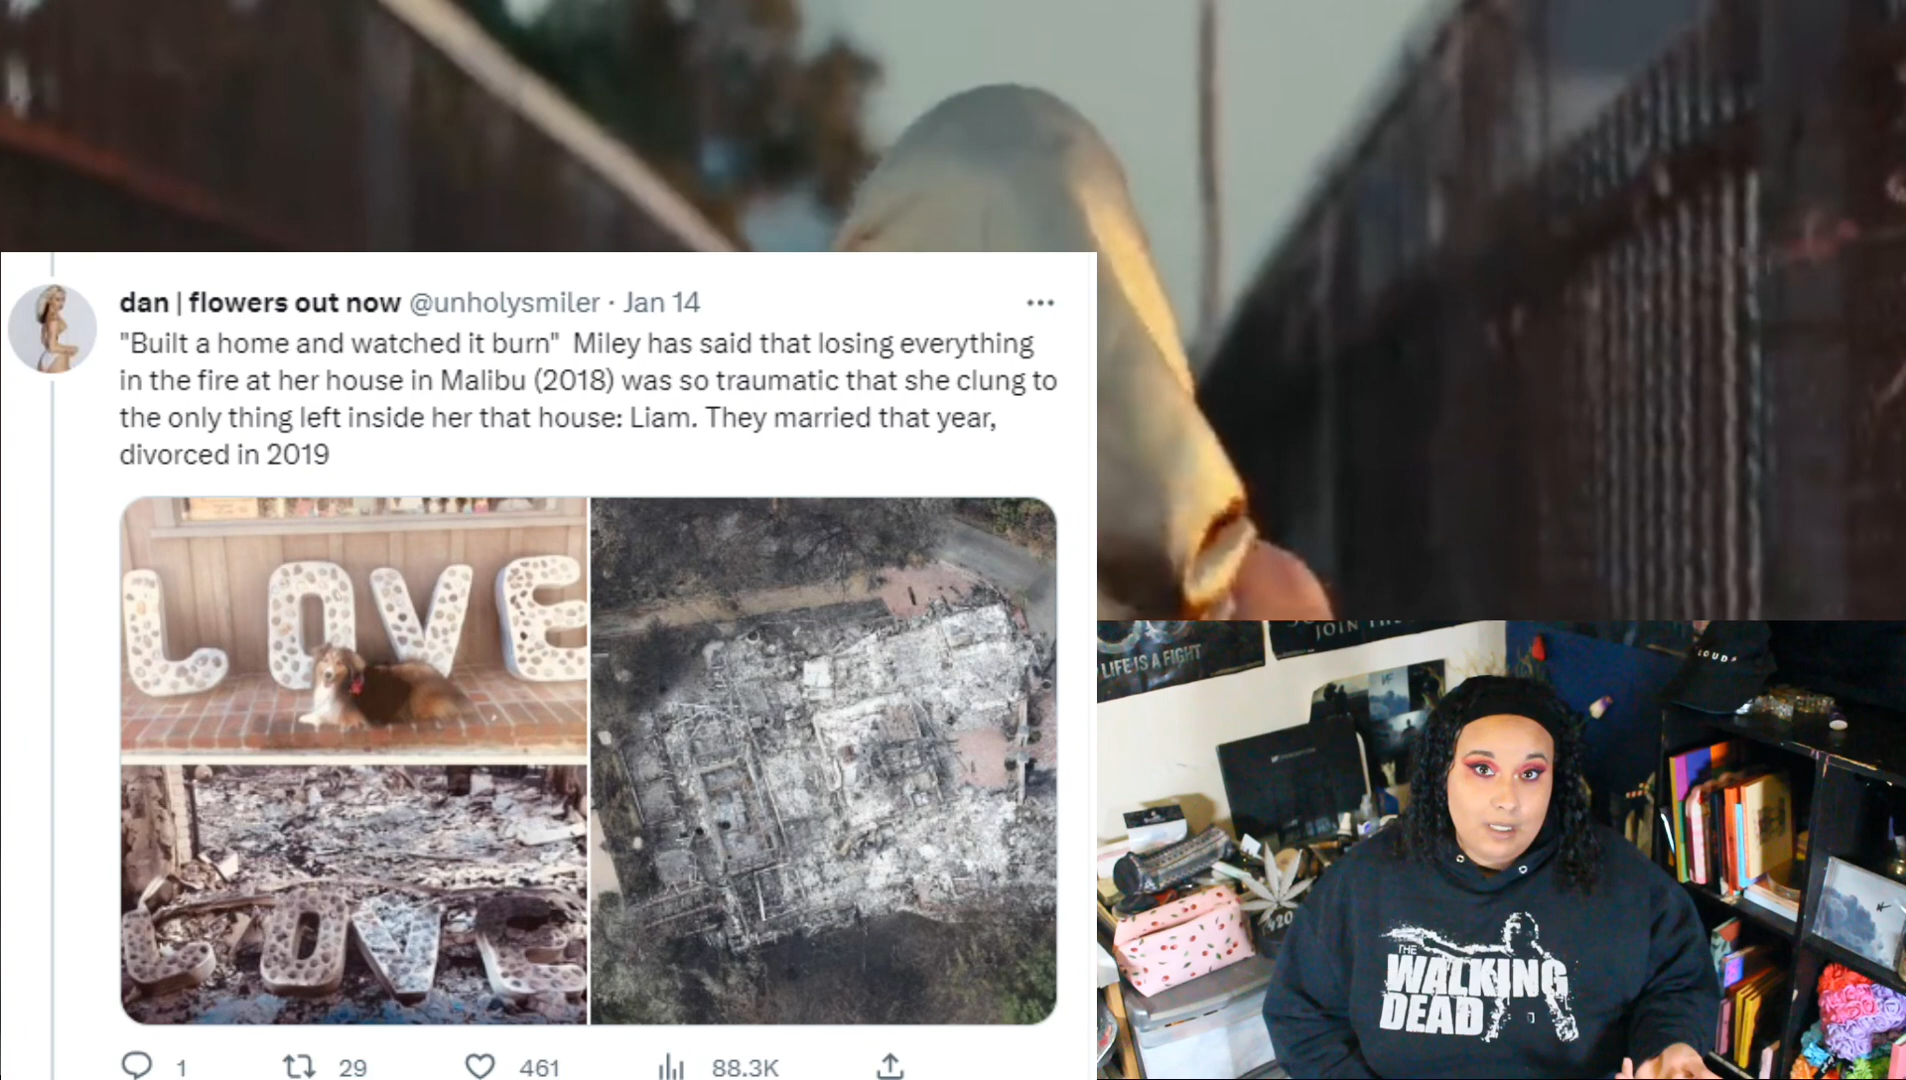 dan | flowers out now @unholysmiler · Jan 14
"Built a home and watched it burn" Miley has said that losing everything
in the fire at her house in Malibu (2018) was so traumatic that she clung to
the only thing left inside her that house: Liam. They married that year,
divorced in 2019
LOVE
LOVE
1 29 461 88.3K
LIFE IS A FIGHT
JOIN
NF
420
THE
WALKING
DEAD